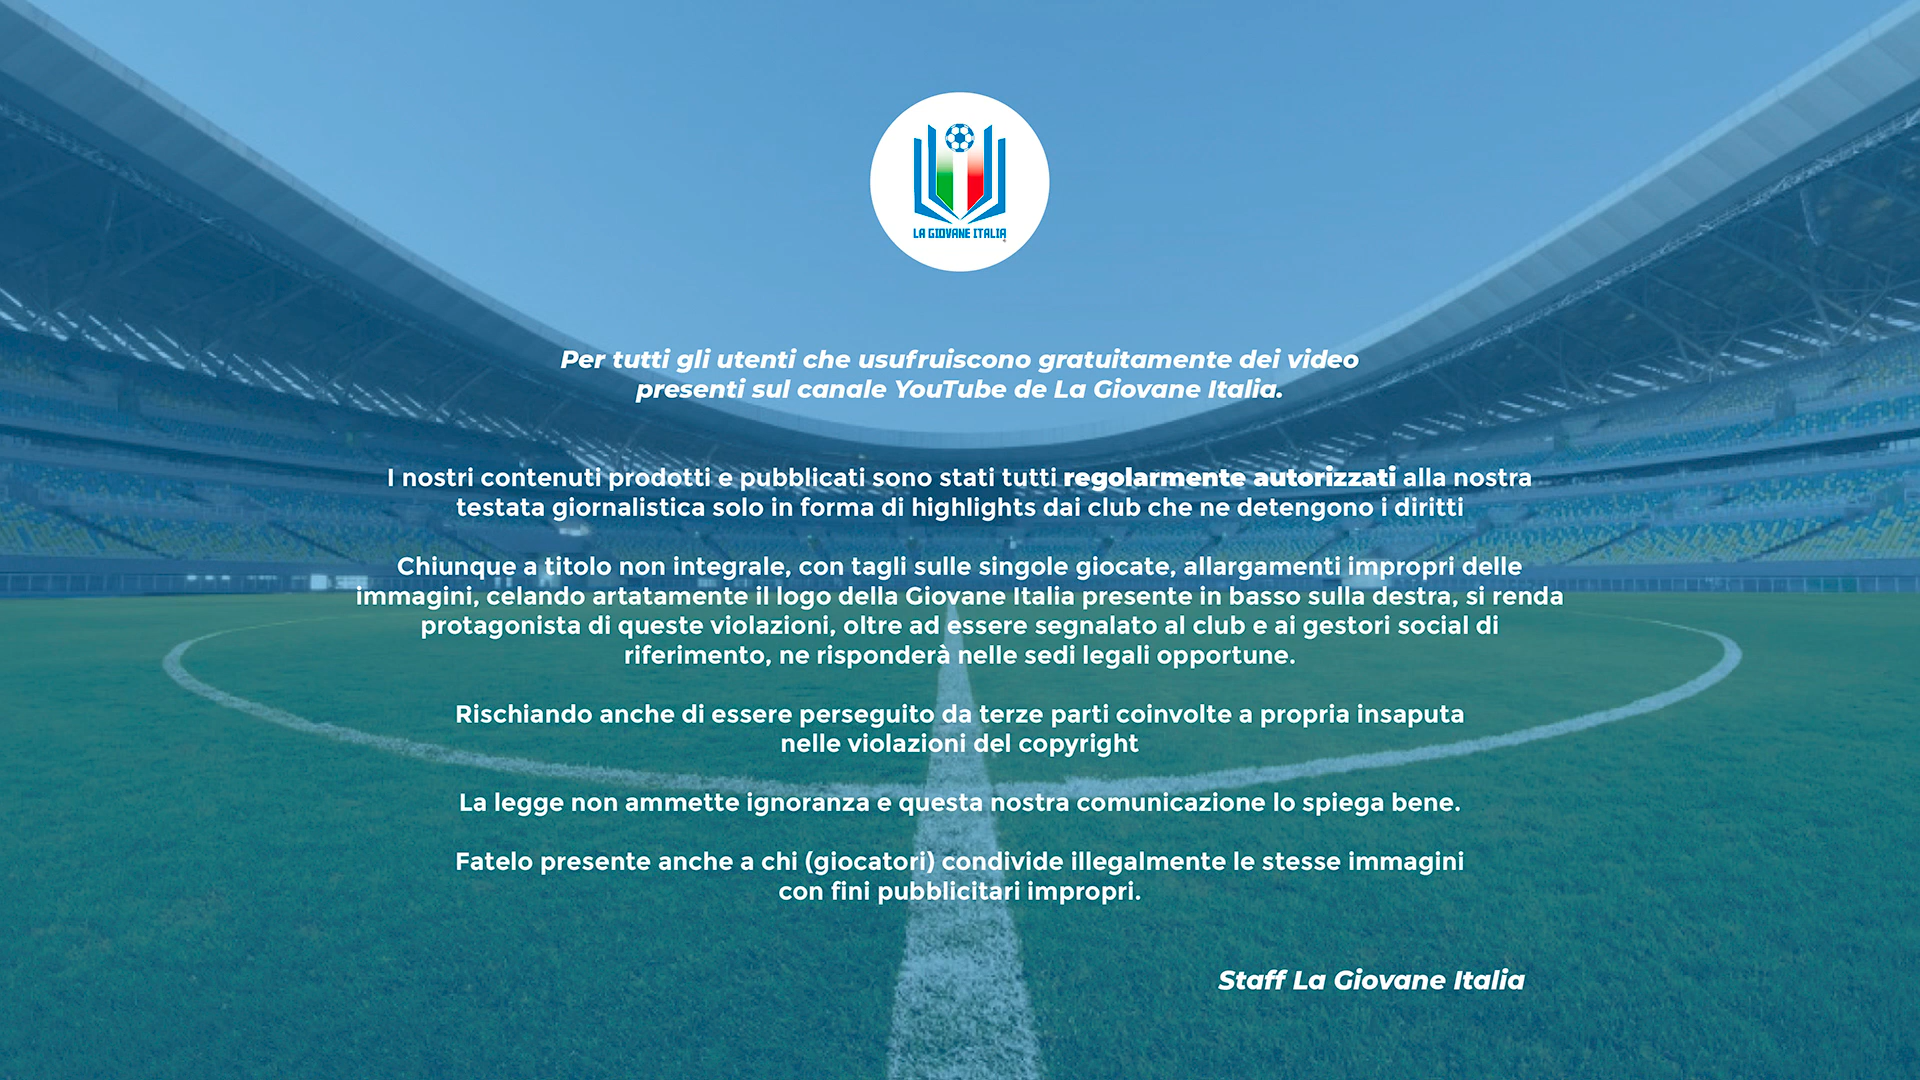 LA GIOVANE ITALIA
Per tutti gli utenti che usufruiscono gratuitamente dei video
presenti sul canale YouTube de La Giovane Italia.
I nostri contenuti prodotti e pubblicati sono stati tutti regolarmente autorizzati alla nostra
testata giornalistica solo in forma di highlights dai club che ne detengono i diritti
Chiunque a titolo non integrale, con tagli sulle singole giocate, allargamenti impropri delle
immagini, celando artatamente il logo della Giovane Italia presente in basso sulla destra, si renda
protagonista di queste violazioni, oltre ad essere segnalato al club e ai gestori social di
riferimento, ne risponderà nelle sedi legali opportune.
Rischiando anche di essere perseguito da terze parti coinvolte a propria insaputa
nelle violazioni del copyright
La legge non ammette ignoranza e questa nostra comunicazione lo spiega bene.
Fatelo presente anche a chi (giocatori) condivide illegalmente le stesse immagini
con fini pubblicitari impropri.
Staff La Giovane Italia